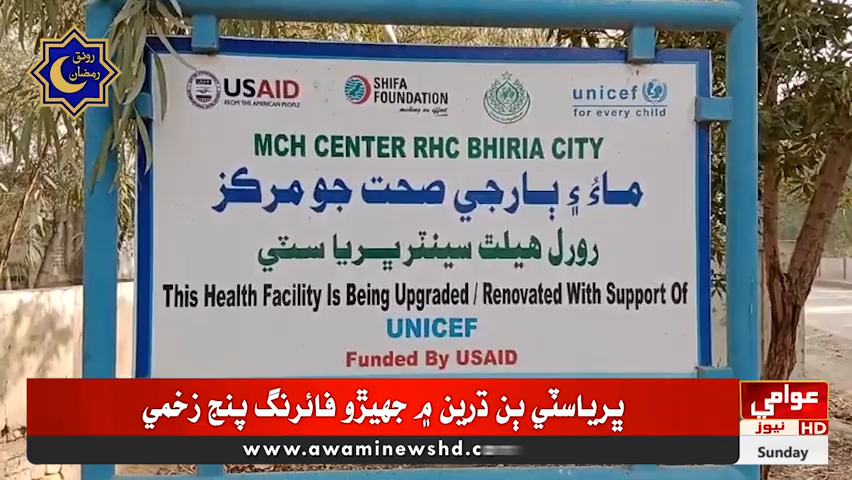 رونق
رمضان
USAID
FROM THE AMERICAN PEOPLE
SHIFA
FOUNDATION
making an effort
unicef
for every child
MCH CENTER RHC BHIRIA CITY
ماءُ ۽ ٻارجي صحت جو مرڪز
رورل هيلٿ سينٽر ڀريا سٽي
This Health Facility Is Being Upgraded / Renovated With Support Of
UNICEF
Funded By USAID
ڀرياسٽي ٻن ڌرين ۾ جھيڙو فائرنگ پنج زخمي
عوامي
نيوز HD
www.awaminewshd.c
Sunday